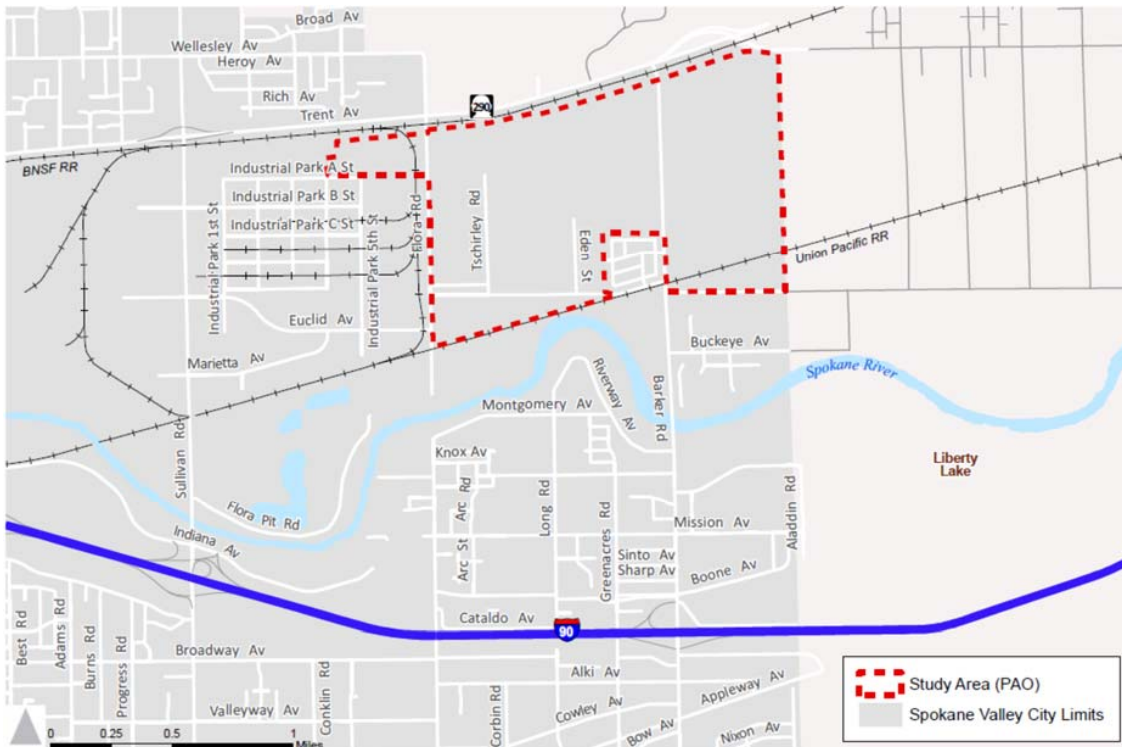 Broad Av
Wellesley Av
Heroy Av
Rich Av
Trent Av
290
BNSF RR
Industrial Park A St
Industrial Park B St
Industrial Park C St
Industrial Park 1st St
Industrial Park 5th St
Flora Rd
Tschirley Rd
Eden St
Union Pacific RR
Euclid Av
Marietta Av
Buckeye Av
Spokane River
Riverway Av
Barker Rd
Montgomery Av
Knox Av
Sullivan Rd
Liberty
Lake
Flora Pit Rd
Indiana Av
Arc St
Arc Rd
Long Rd
Greenacres Rd
Mission Av
Aladdin Rd
Sinto Av
Sharp Av
Boone Av
Cataldo Av
90
Best Rd
Adams Rd
Burns Rd
Progress Rd
Broadway Av
Conklin Rd
Valleyway Av
Corbin Rd
Alki Av
Cowley Av
Appleway Av
Bow Av
Nixon Av
Study Area (PAO)
Spokane Valley City Limits
0 0.25 0.5 1
Miles